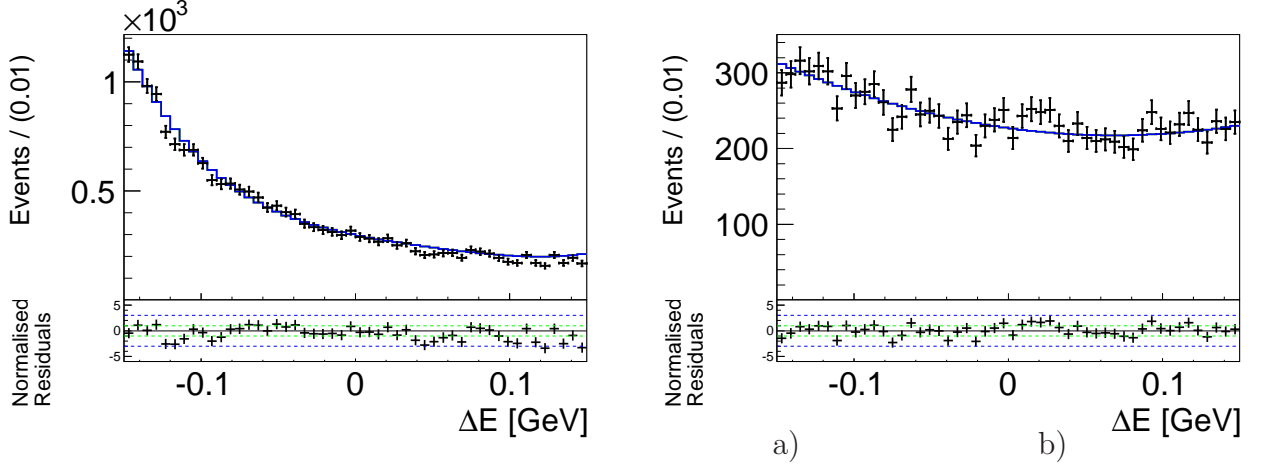 ×10³
Events / (0.01)
1
0.5
Normalised
Residuals
5
0
-5
-0.1
0
0.1
ΔE [GeV]
Events / (0.01)
300
200
100
Normalised
Residuals
5
0
-5
-0.1
0
0.1
ΔE [GeV]
a)
b)